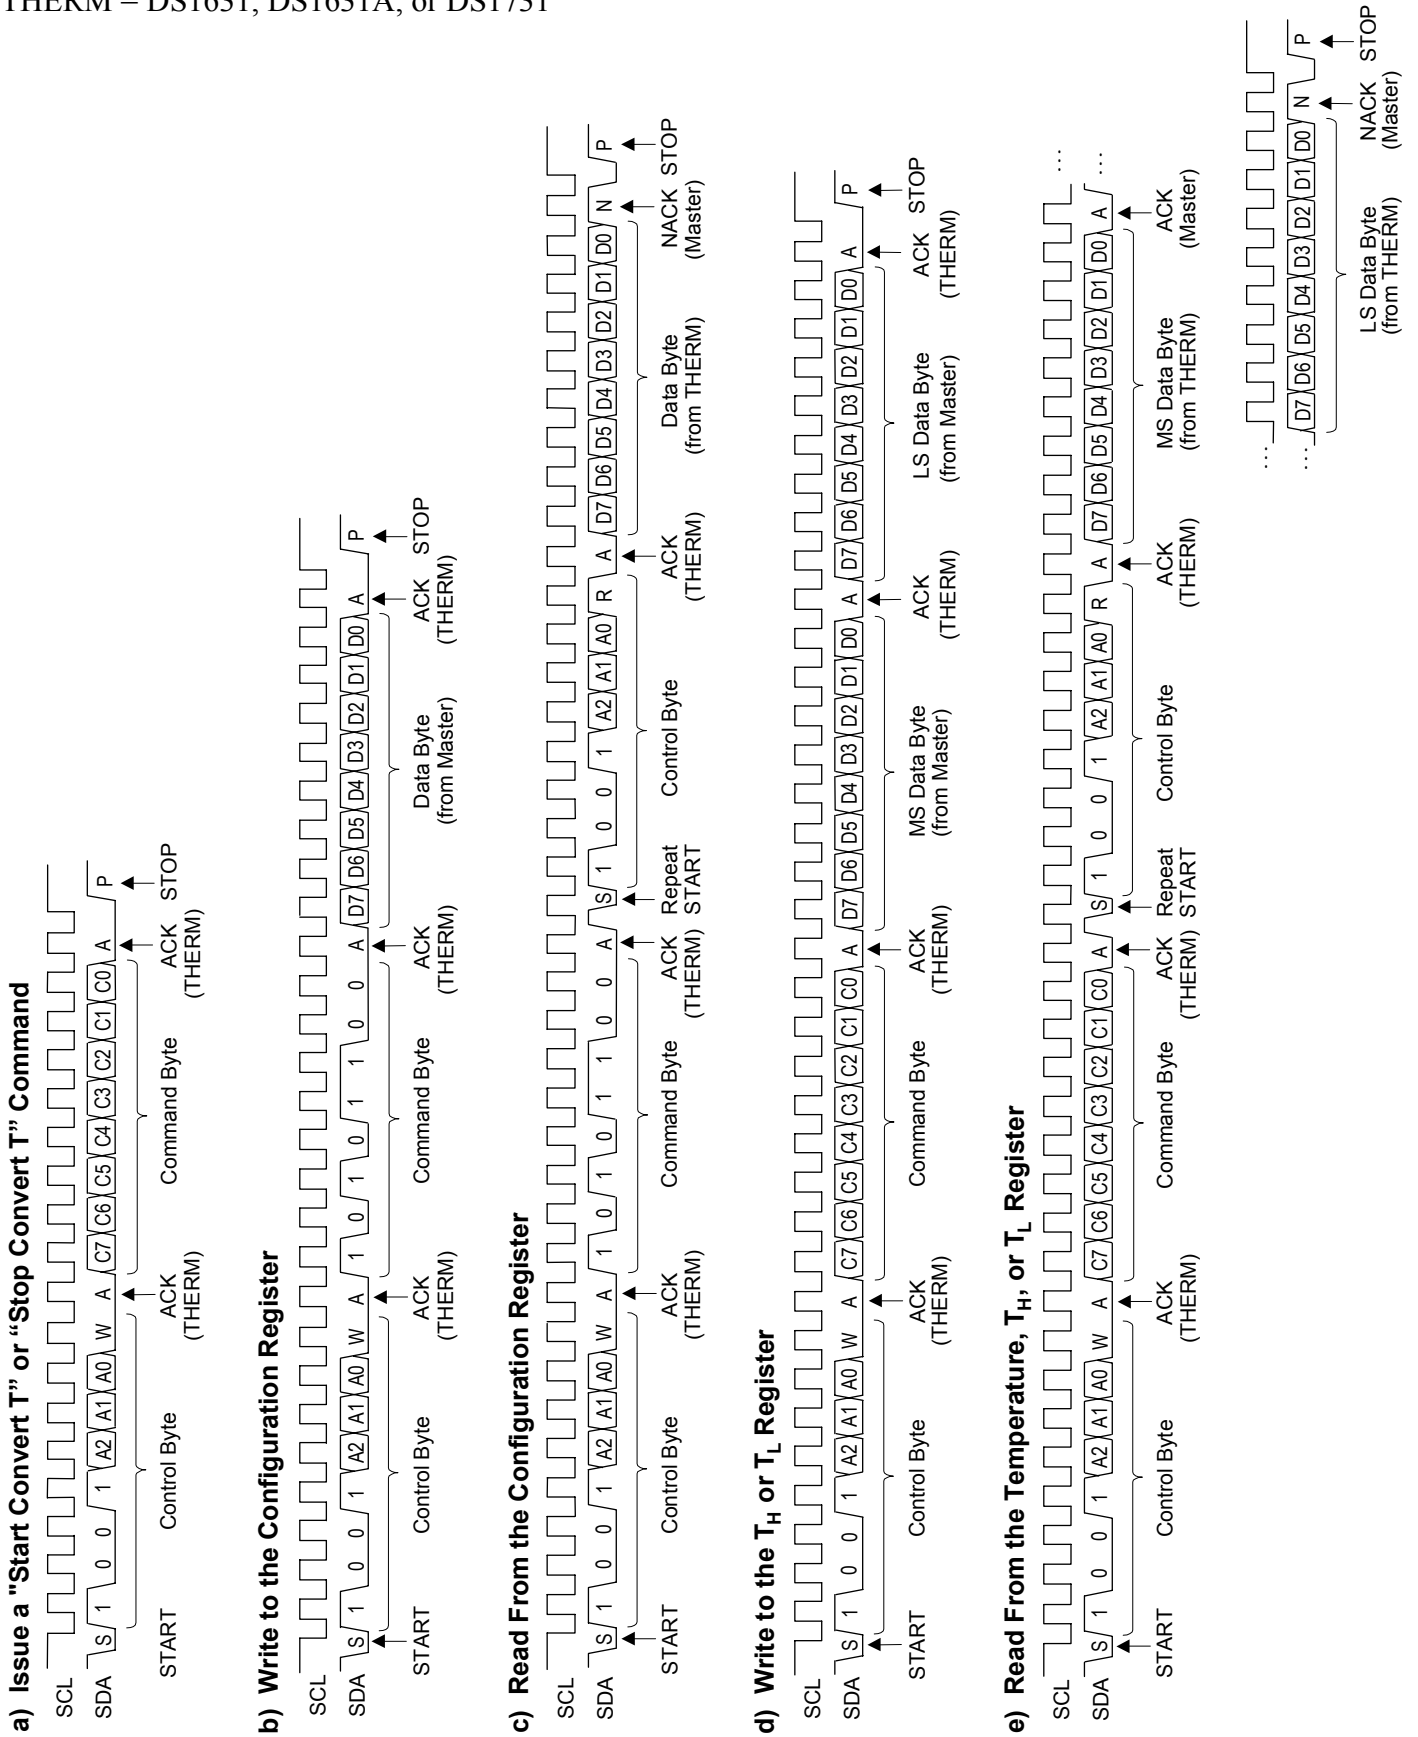 THERM = DS1631, DS1631A, or DS1731
a) Issue a "Start Convert T” or “Stop Convert T” Command
SCL
SDA S 1 0 0 1 A2 A1 A0 W A C7 C6 C5 C4 C3 C2 C1 C0 A P
START Control Byte ACK (THERM) Command Byte ACK (THERM) STOP
b) Write to the Configuration Register
SCL
SDA S 1 0 0 1 A2 A1 A0 W A 1 0 1 0 1 1 0 0 A D7 D6 D5 D4 D3 D2 D1 D0 A P
START Control Byte ACK (THERM) Command Byte ACK (THERM) Data Byte (from Master) ACK (THERM) STOP
c) Read From the Configuration Register
SCL
SDA S 1 0 0 1 A2 A1 A0 W A 1 0 1 0 1 1 0 0 A S 1 0 0 1 A2 A1 A0 R A D7 D6 D5 D4 D3 D2 D1 D0 N P
START Control Byte ACK (THERM) Command Byte ACK (THERM) Repeat START Control Byte ACK (THERM) Data Byte (from THERM) NACK (Master) STOP
d) Write to the TH or TL Register
SCL
SDA S 1 0 0 1 A2 A1 A0 W A C7 C6 C5 C4 C3 C2 C1 C0 A D7 D6 D5 D4 D3 D2 D1 D0 A D7 D6 D5 D4 D3 D2 D1 D0 A P
START Control Byte ACK (THERM) Command Byte ACK (THERM) MS Data Byte (from Master) ACK (THERM) LS Data Byte (from Master) ACK (THERM) STOP
e) Read From the Temperature, TH, or TL Register
SCL ...
SDA S 1 0 0 1 A2 A1 A0 W A C7 C6 C5 C4 C3 C2 C1 C0 A S 1 0 0 1 A2 A1 A0 R A D7 D6 D5 D4 D3 D2 D1 D0 A ...
START Control Byte ACK (THERM) Command Byte ACK (THERM) Repeat START Control Byte ACK (THERM) MS Data Byte (from THERM) ACK (Master)
...
... D7 D6 D5 D4 D3 D2 D1 D0 N P
LS Data Byte (from THERM) NACK (Master) STOP